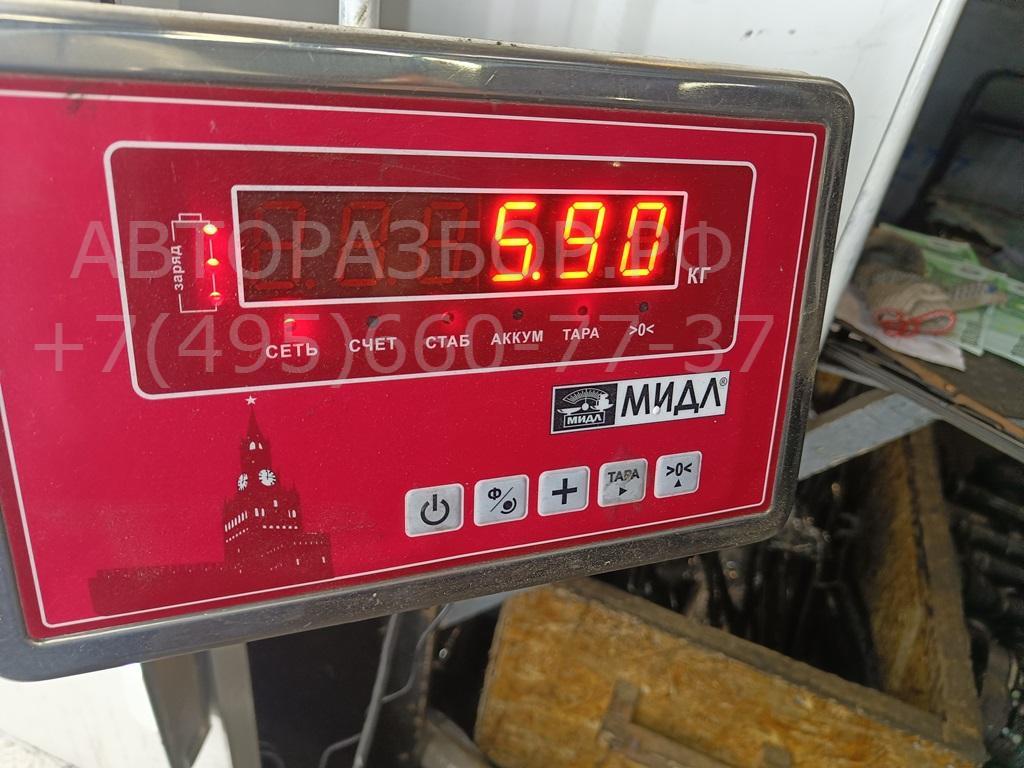 5.90
КГ
заряд
СЕТЬ СЧЕТ СТАБ АККУМ ТАРА >0<
АВТОРАЗБОР.РФ
+7(495)660-77-37
МИДЛ МИДЛ®
Ф + ТАРА >0<